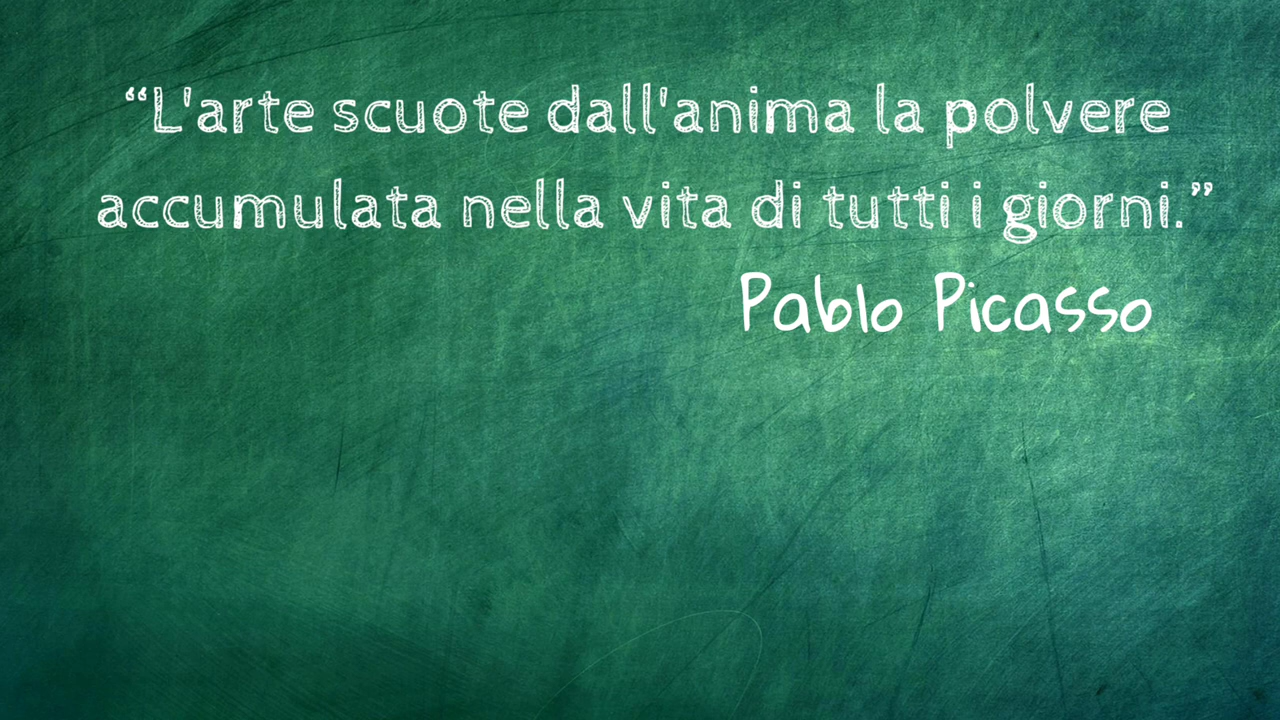 “L'arte scuote dall'anima la polvere
accumulata nella vita di tutti i giorni.”
Pablo Picasso